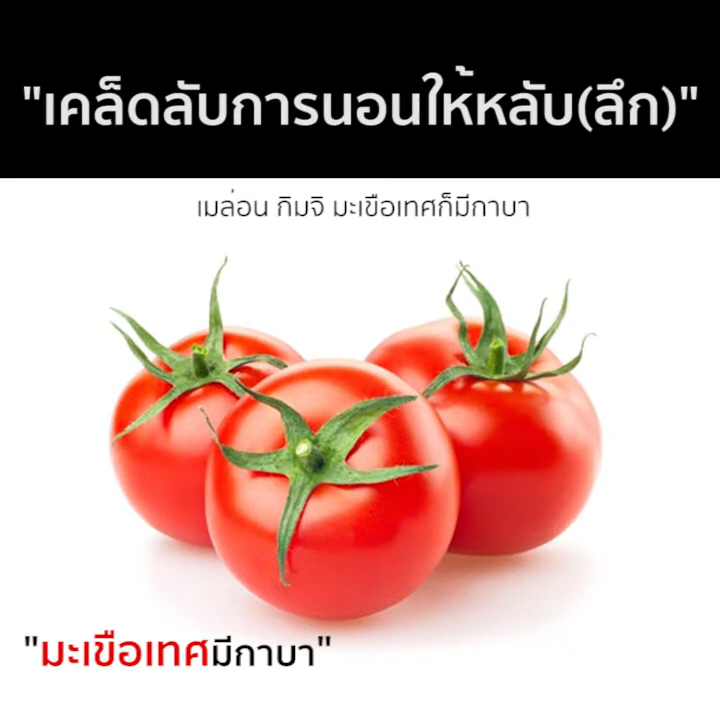 "เคล็ดลับการนอนให้หลับ(ลึก)"
เมล่อน กิมจิ มะเขือเทศก็มีกาบา
"มะเขือเทศมีกาบา"